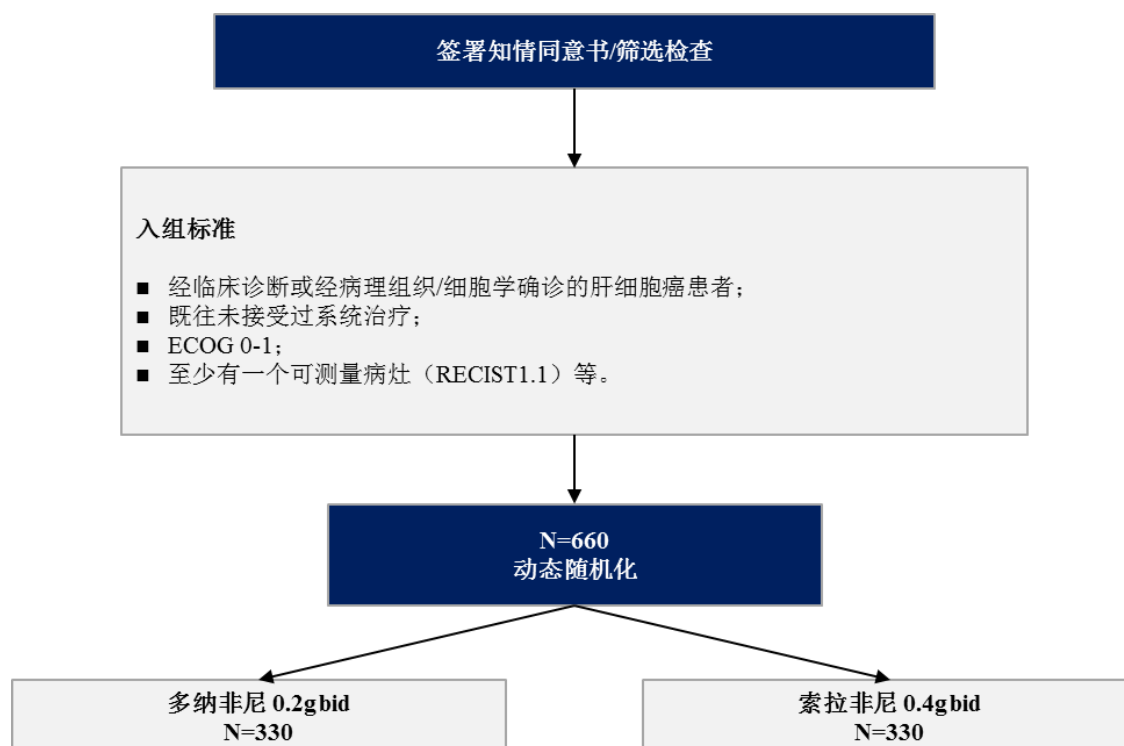 签署知情同意书/筛选检查
入组标准
■ 经临床诊断或经病理组织/细胞学确诊的肝细胞癌患者；
■ 既往未接受过系统治疗；
■ ECOG 0-1；
■ 至少有一个可测量病灶（RECIST1.1）等。
N=660
动态随机化
多纳非尼 0.2g bid
N=330
索拉非尼 0.4g bid
N=330